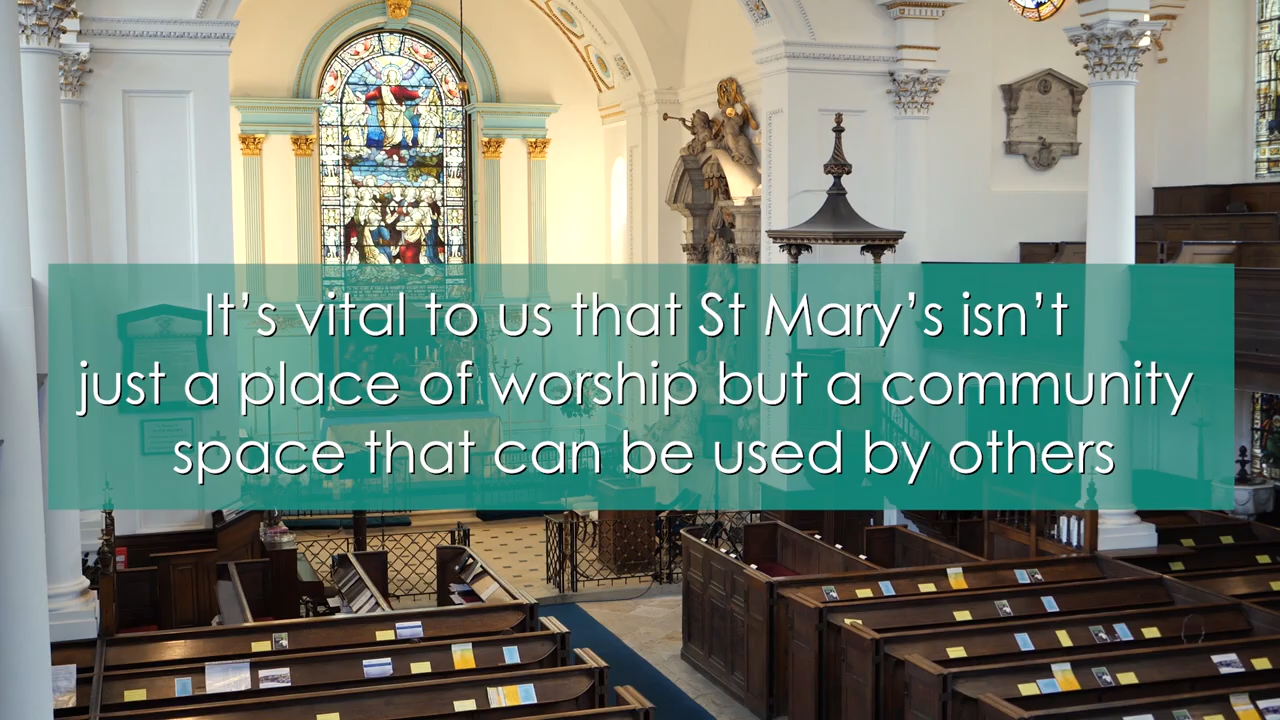 It’s vital to us that St Mary’s isn’t
just a place of worship but a community
space that can be used by others